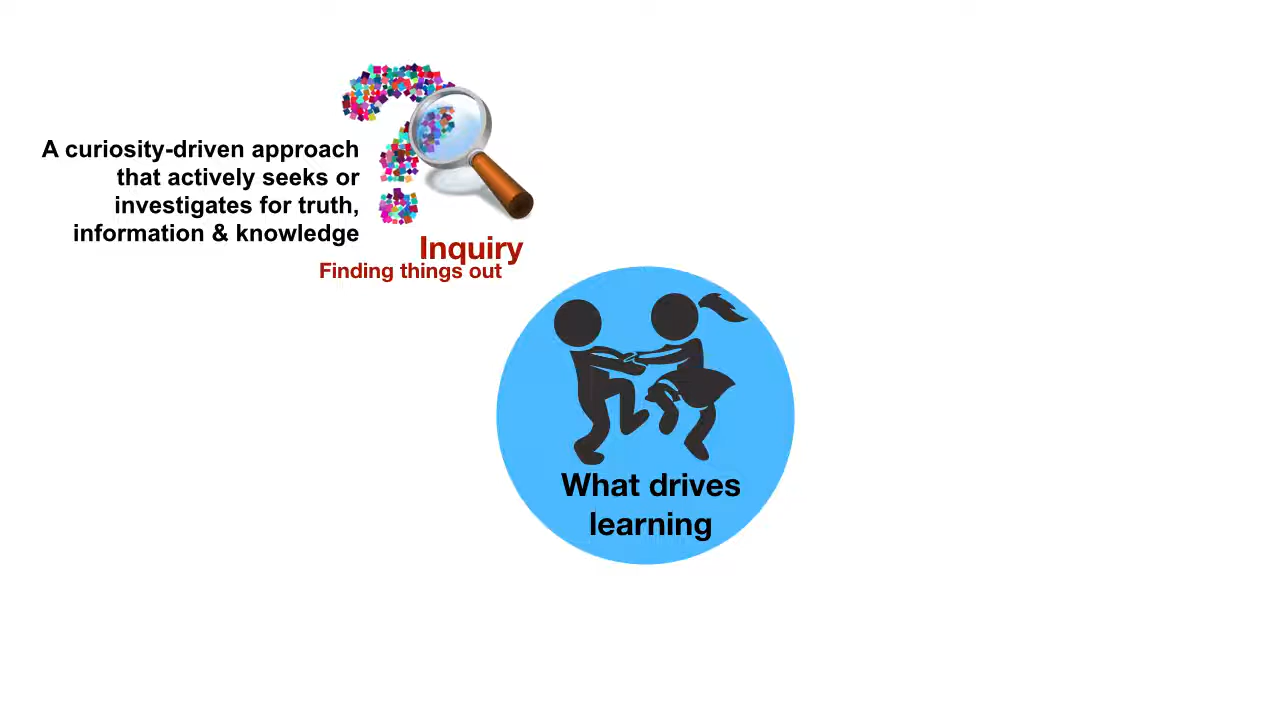 A curiosity-driven approach
that actively seeks or
investigates for truth,
information & knowledge
Inquiry
Finding things out
What drives
learning